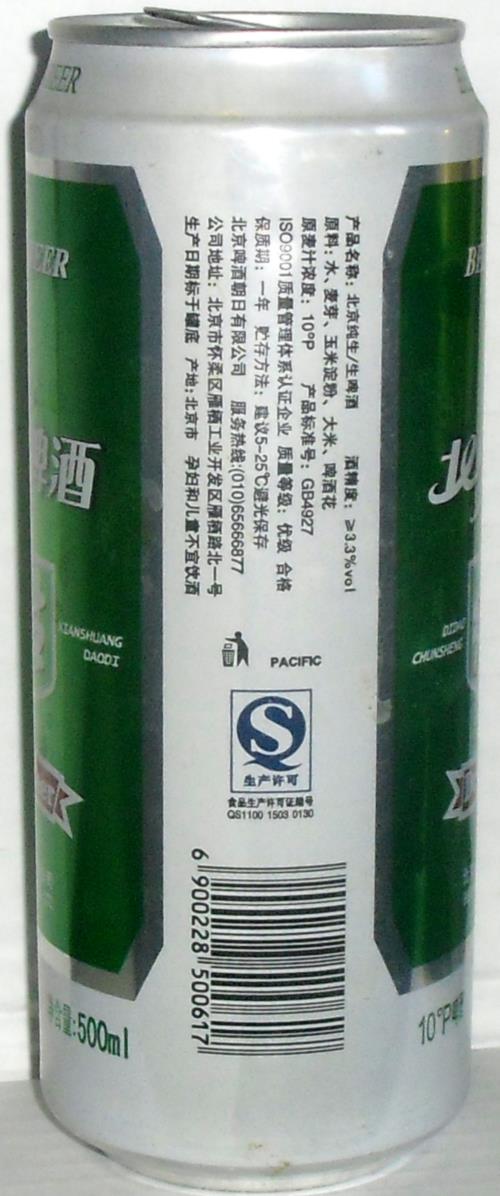 产品名称：北京纯生/生啤酒 酒精度：≥3.3%vol
原料：水、麦芽、玉米淀粉、大米、啤酒花
原麦汁浓度：10°P 产品标准号：GB4927
ISO9001质量管理体系认证企业 质量等级：优级 合格
保质期：一年 贮存方法：建议5-25℃避光保存
北京啤酒朝日有限公司 服务热线:(010)65666877
公司地址：北京市怀柔区雁栖工业开发区雁栖路北一号
生产日期标于罐底 产地：北京市 孕妇和儿童不宜饮酒
PACIFIC
生产许可
食品生产许可证编号
QS1100 1503 0130
6 900228 500617
EER
EER
啤酒
XIANSHUANG
DAODI
含量:500ml
BE
DIDAO
CHUNSHENG
10°P